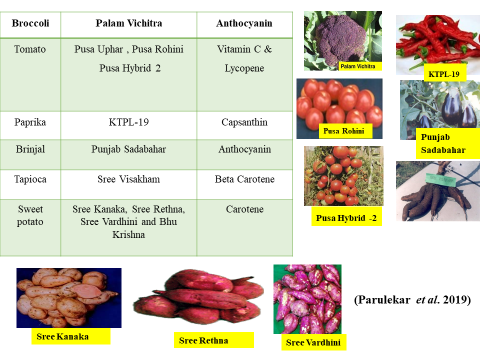 Broccoli Palam Vichitra Anthocyanin
Tomato Pusa Uphar , Pusa Rohini Vitamin C &
Pusa Hybrid 2 Lycopene
Paprika KTPL-19 Capsanthin
Brinjal Punjab Sadabahar Anthocyanin
Tapioca Sree Visakham Beta Carotene
Sweet Sree Kanaka, Sree Rethna, Carotene
potato Sree Vardhini and Bhu
Krishna
Palam Vichitra
KTPL-19
Pusa Rohini
Punjab
Sadabahar
Pusa Hybrid -2
Sree Kanaka
Sree Rethna
Sree Vardhini
(Parulekar et al. 2019)